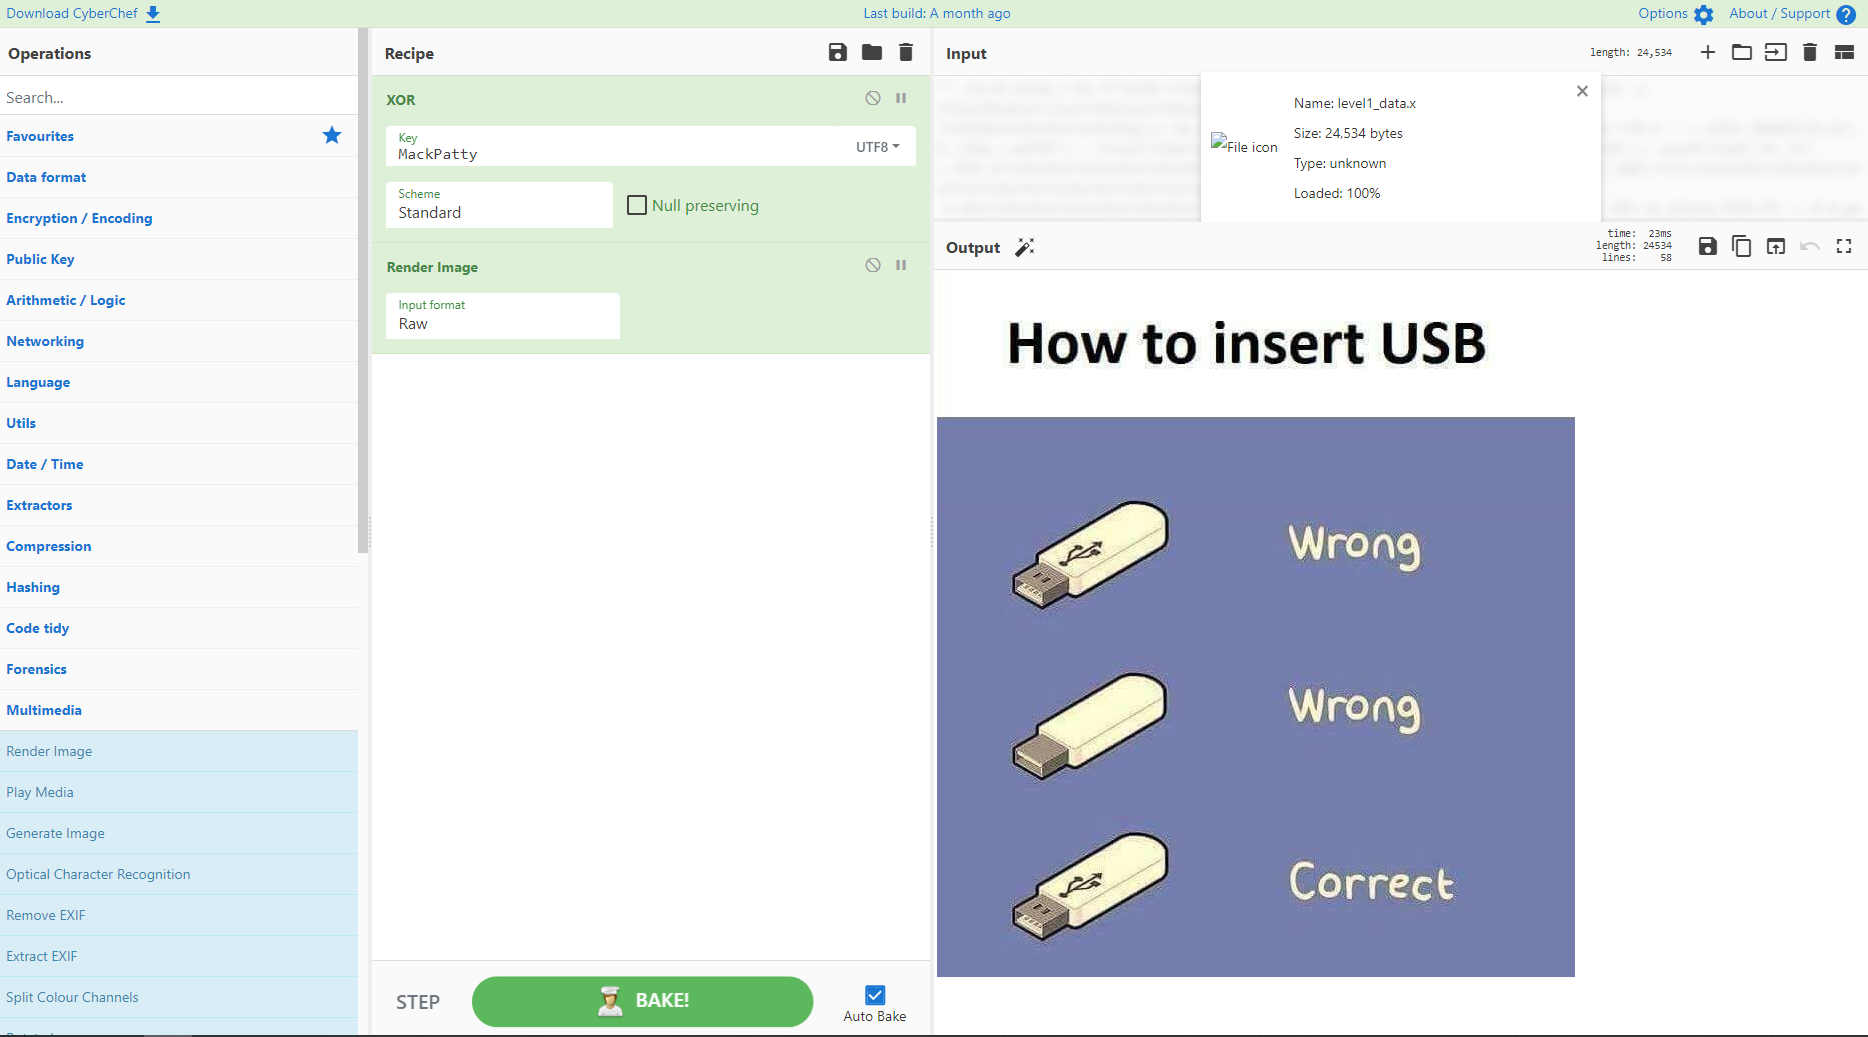 Download CyberChef
Last build: A month ago
Options
About / Support
Operations
Search...
Favourites
Data format
Encryption / Encoding
Public Key
Arithmetic / Logic
Networking
Language
Utils
Date / Time
Extractors
Compression
Hashing
Code tidy
Forensics
Multimedia
Render Image
Play Media
Generate Image
Optical Character Recognition
Remove EXIF
Extract EXIF
Split Colour Channels
Recipe
XOR
Key
MackPatty
UTF8
Scheme
Standard
Null preserving
Render Image
Input format
Raw
STEP
BAKE!
Auto Bake
Input
length: 24,534
File icon
Name: level1_data.x
Size: 24,534 bytes
Type: unknown
Loaded: 100%
Output
time: 23ms
length: 24534
lines: 58
How to insert USB
Wrong
Wrong
Correct